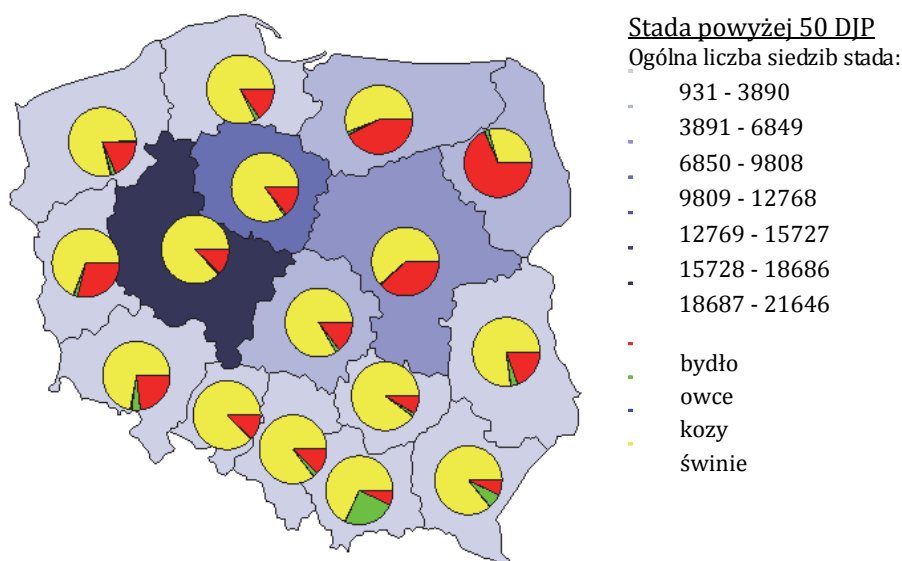 Stada powyżej 50 DJP
Ogólna liczba siedzib stada:
931 - 3890
3891 - 6849
6850 - 9808
9809 - 12768
12769 - 15727
15728 - 18686
18687 - 21646
bydło
owce
kozy
świnie